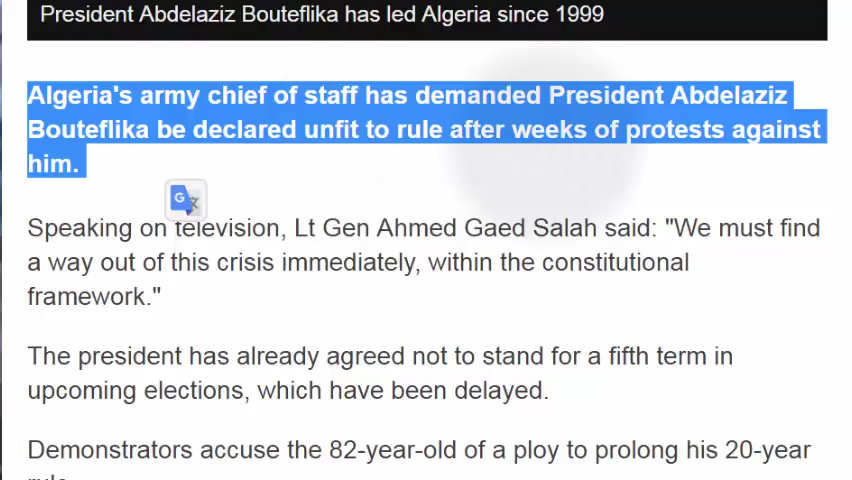 President Abdelaziz Bouteflika has led Algeria since 1999
Algeria's army chief of staff has demanded President Abdelaziz
Bouteflika be declared unfit to rule after weeks of protests against
him.
Speaking on television, Lt Gen Ahmed Gaed Salah said: "We must find
a way out of this crisis immediately, within the constitutional
framework."
The president has already agreed not to stand for a fifth term in
upcoming elections, which have been delayed.
Demonstrators accuse the 82-year-old of a ploy to prolong his 20-year